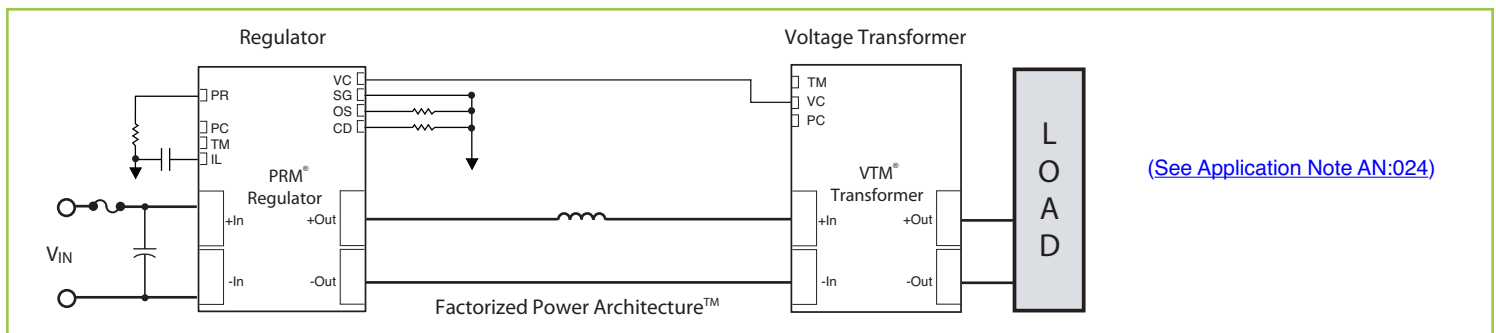 Regulator
Voltage Transformer
PR
PC
TM
IL
VC
SG
OS
CD
PRM®
Regulator
+In
-In
+Out
-Out
VIN
Factorized Power Architecture™
TM
VC
PC
VTM®
Transformer
+In
-In
+Out
-Out
LOAD
(See Application Note AN:024)